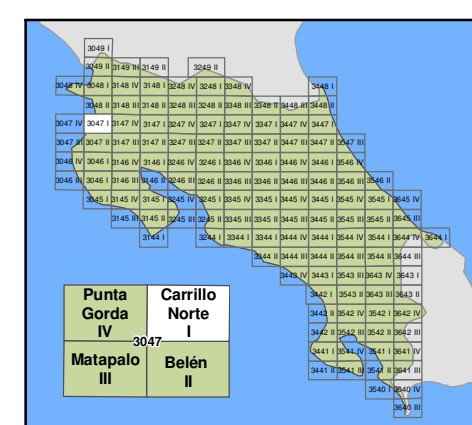 3049 I
3049 II 3149 III 3149 II 3249 II
3048 IV 3048 I 3148 IV 3148 I 3248 IV 3248 I 3348 IV 3448 I
3048 II 3148 III 3148 II 3248 III 3248 II 3348 III 3348 II 3448 III 3448 II
3047 IV 3047 I 3147 IV 3147 I 3247 IV 3247 I 3347 IV 3347 I 3447 IV 3447 I
3047 III 3047 II 3147 III 3147 II 3247 III 3247 II 3347 III 3347 II 3447 III 3447 II 3547 III
3046 IV 3046 I 3146 IV 3146 I 3246 IV 3246 I 3346 IV 3346 I 3446 IV 3446 I 3546 IV
3046 III 3046 II 3146 III 3146 II 3246 III 3246 II 3346 III 3346 II 3446 III 3446 II 3546 III 3546 II
3045 I 3145 IV 3145 I 3245 IV 3245 I 3345 IV 3345 I 3445 IV 3445 I 3545 IV 3545 I 3645 IV
3145 III 3145 II 3245 III 3245 II 3345 III 3345 II 3445 III 3445 II 3545 III 3545 II 3645 III
3144 I 3244 I 3344 IV 3344 I 3444 IV 3444 I 3544 IV 3544 I 3644 IV 3644 I
3344 II 3444 III 3444 II 3544 III 3544 II 3644 III
3443 IV 3443 I 3543 IV 3543 I 3643 IV 3643 I
3442 I 3543 II 3643 III 3643 II
3442 II 3542 IV 3542 I 3642 IV
3442 II 3542 III 3542 II 3642 III
3441 I 3541 IV 3541 I 3641 IV
3441 II 3541 III 3541 II 3641 III
3540 I 3640 IV
3640 III
Punta
Gorda
IV
Carrillo
Norte
I
3047
Matapalo
III
Belén
II